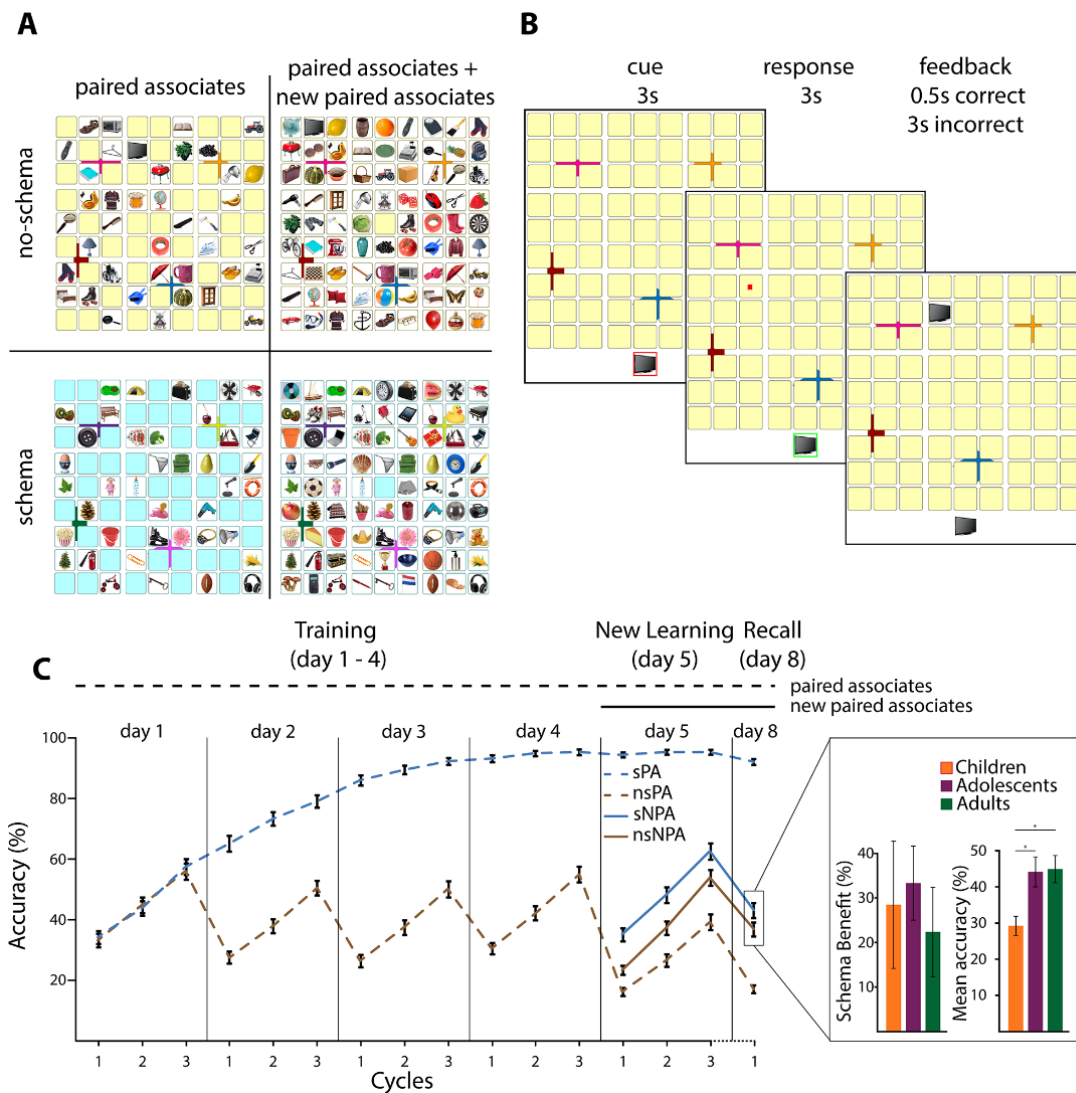 A
B
paired associates
paired associates +
new paired associates
no-schema
schema
cue
3s
response
3s
feedback
0.5s correct
3s incorrect
C
Training
(day 1 - 4)
New Learning
(day 5)
Recall
(day 8)
paired associates
new paired associates
day 1
day 2
day 3
day 4
day 5
day 8
Accuracy (%)
100
80
60
40
20
sPA
nsPA
sNPA
nsNPA
1 2 3 1 2 3 1 2 3 1 2 3 1 2 3 1
Cycles
Children
Adolescents
Adults
Schema Benefit (%)
40
30
20
10
Mean accuracy (%)
50
40
30
20
10
*
*